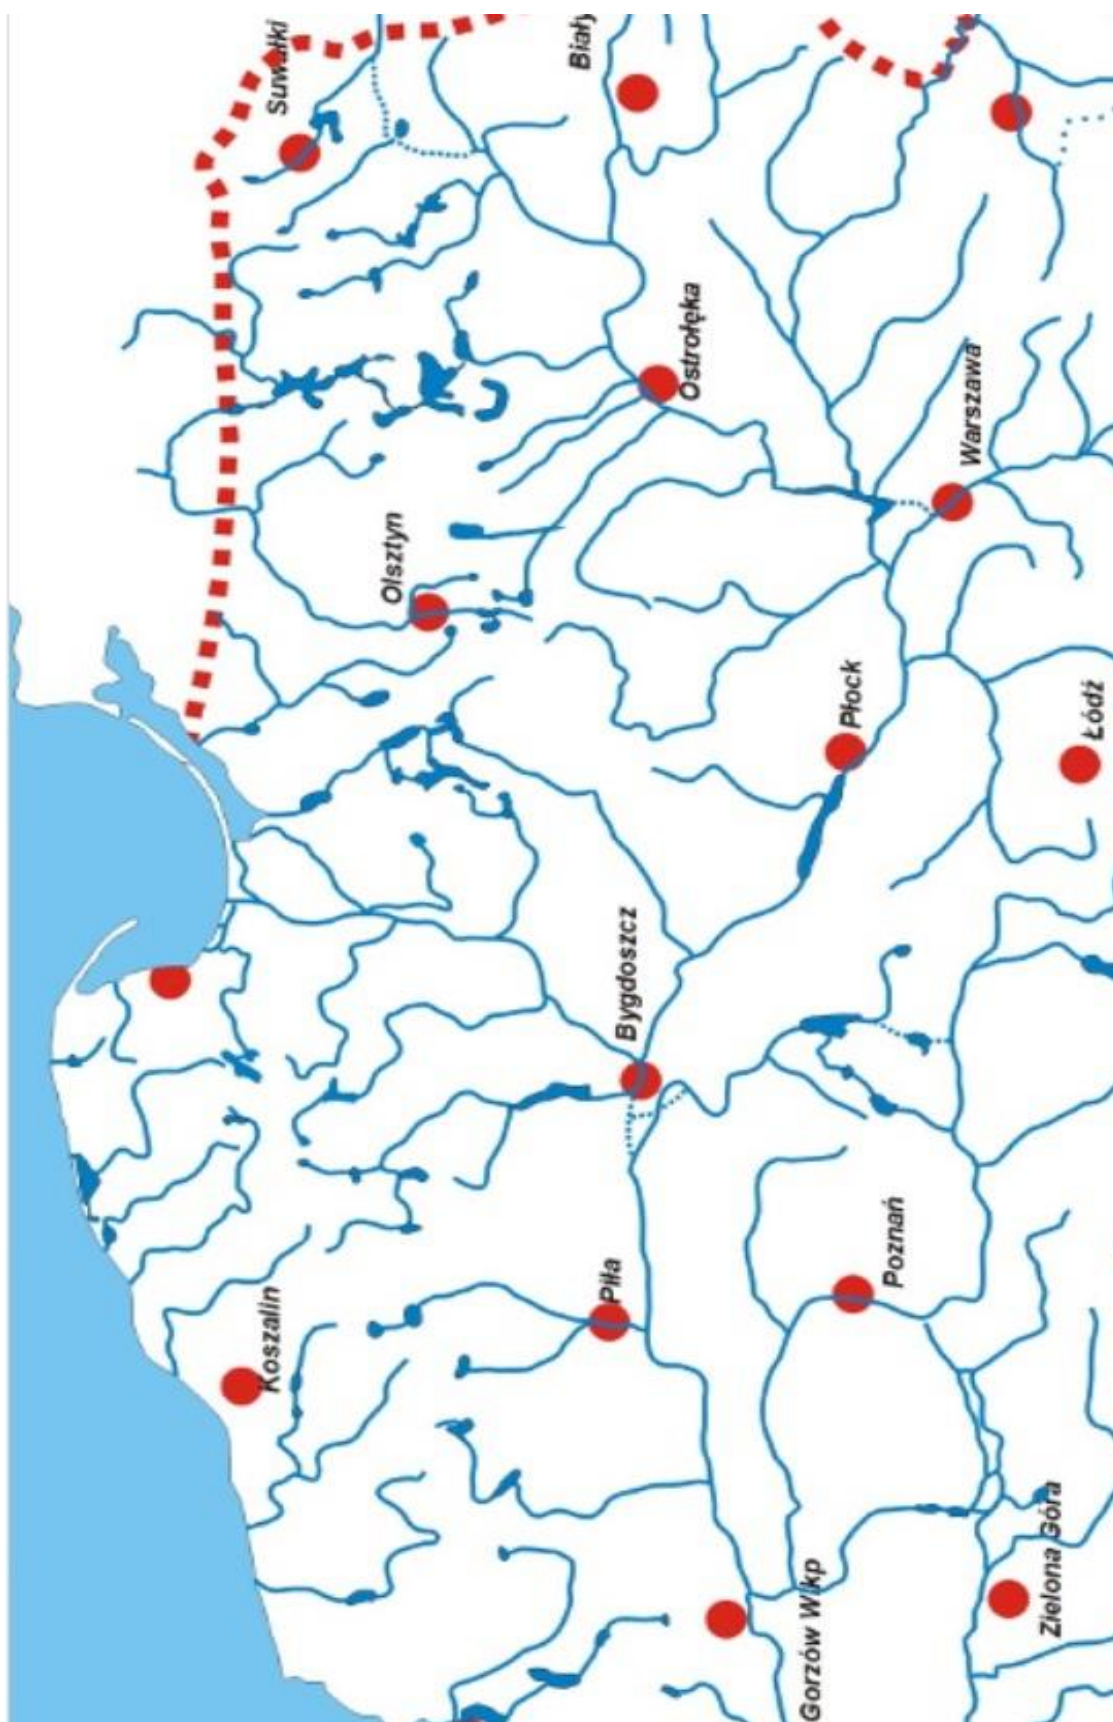 Koszalin
Suwałki
Olsztyn
Biały
Piła
Bygdoszcz
Ostrołęka
Gorzów Wlkp
Płock
Poznań
Warszawa
Zielona Góra
Łódź